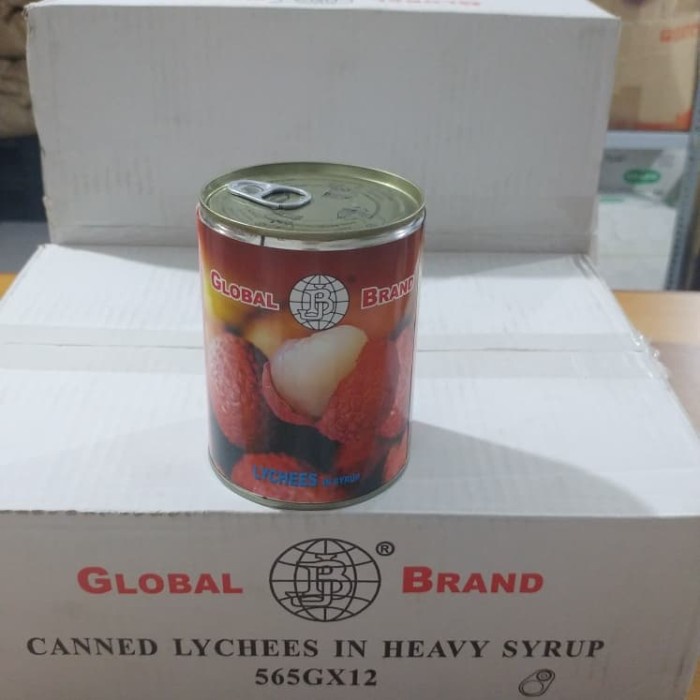 GLOBAL BRAND
LYCHEES IN SYRUP
GLOBAL ® BRAND
CANNED LYCHEES IN HEAVY SYRUP
565GX12